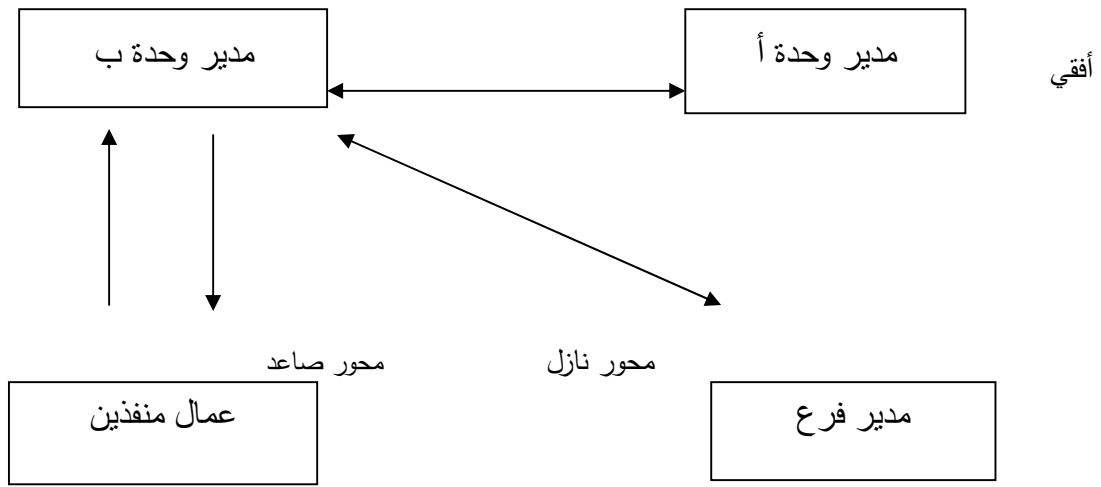 أفقي
مدير وحدة أ
مدير وحدة ب
محور نازل
محور صاعد
مدير فرع
عمال منفذين